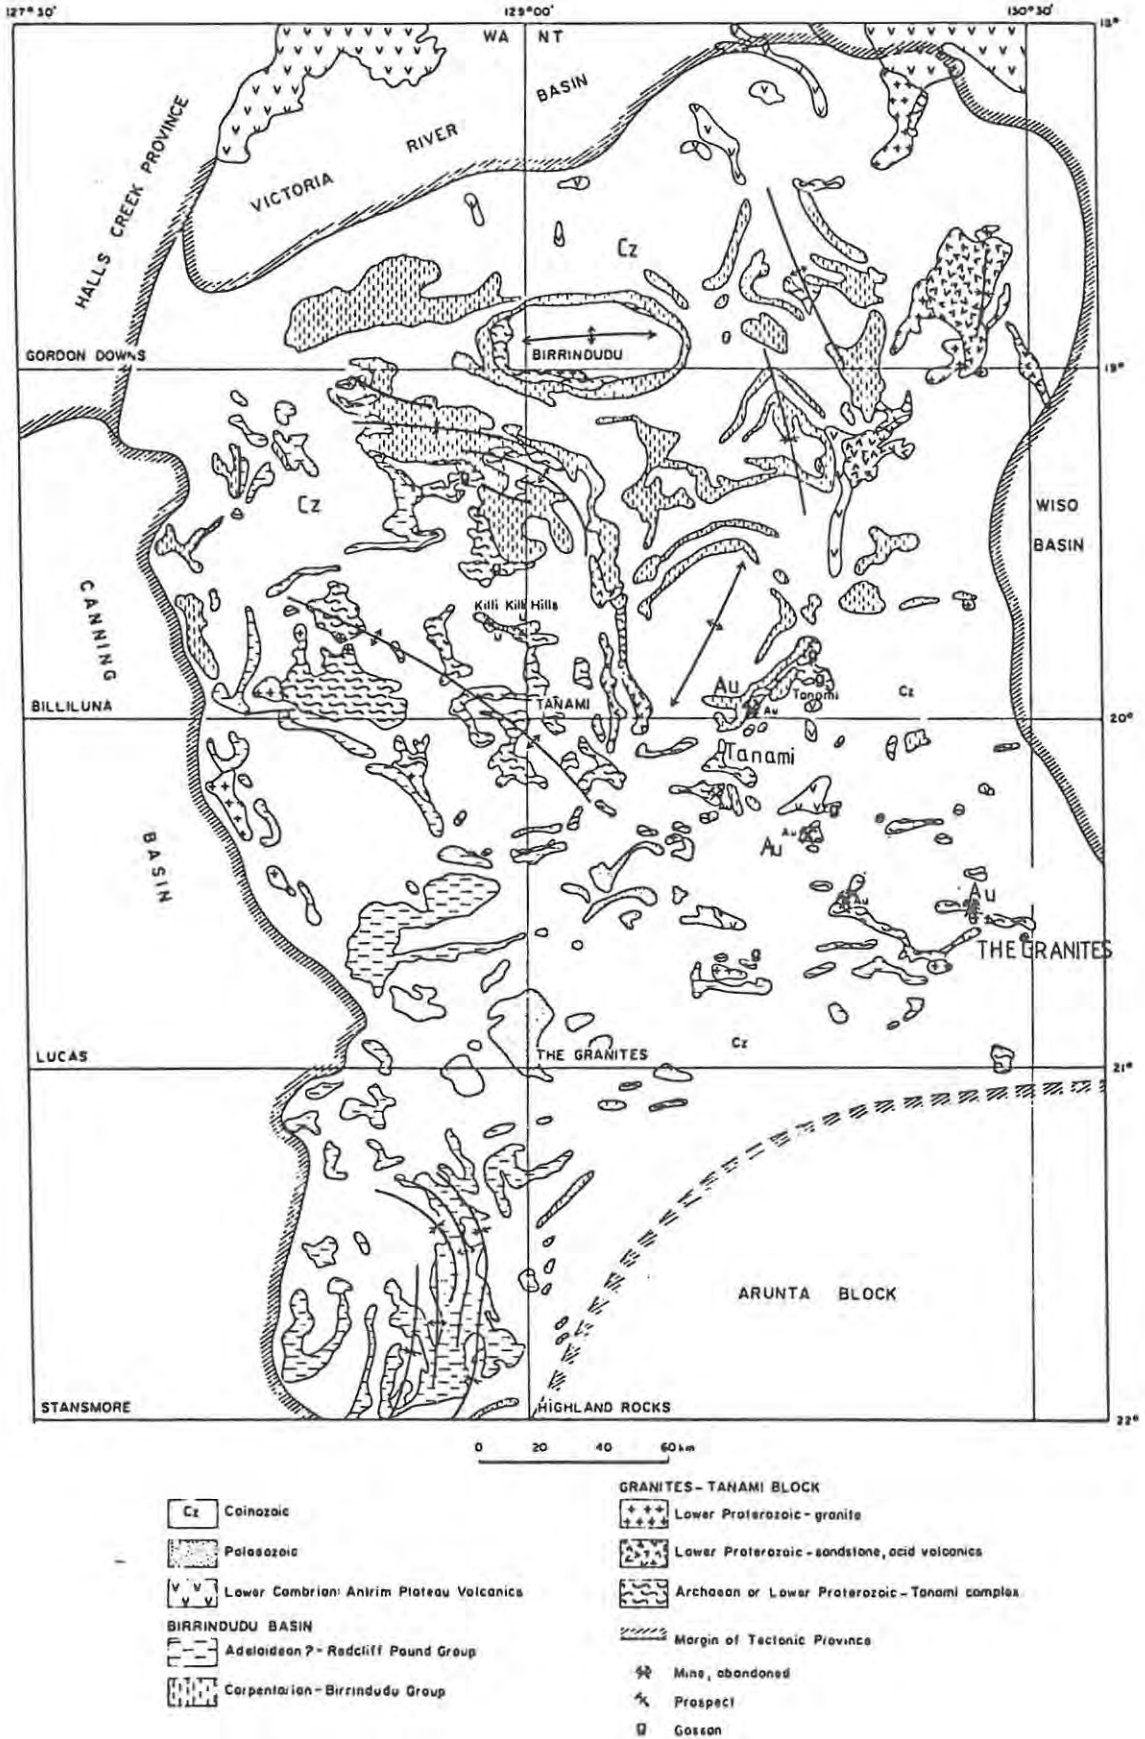 127°30'
129°00'
130°30'
18°
WA NT
HALLS CREEK PROVINCE
VICTORIA RIVER BASIN
Cz
GORDON DOWNS
BIRRINDUDU
19°
Cz
WISO
BASIN
CANNING
Killi Killi Hills
U
g
g
Au
Tanami
Au
Cz
BILLILUNA
TANAMI
20°
Tanami
g
Au
Au
BASIN
Au
Au
g
THE GRANITES
Cz
LUCAS
THE GRANITES
21°
ARUNTA BLOCK
STANSMORE
HIGHLAND ROCKS
22°
0 20 40 60km
Cz Cainozoic
Palaeozoic
Lower Cambrian: Antrim Plateau Volcanics
BIRRINDUDU BASIN
Adelaidean ? - Redcliff Pound Group
Carpentarian - Birrindudu Group
GRANITES - TANAMI BLOCK
Lower Proterozoic - granite
Lower Proterozoic - sandstone, acid volcanics
Archaean or Lower Proterozoic - Tanami complex
Margin of Tectonic Province
Mine, abandoned
Prospect
g Gossan